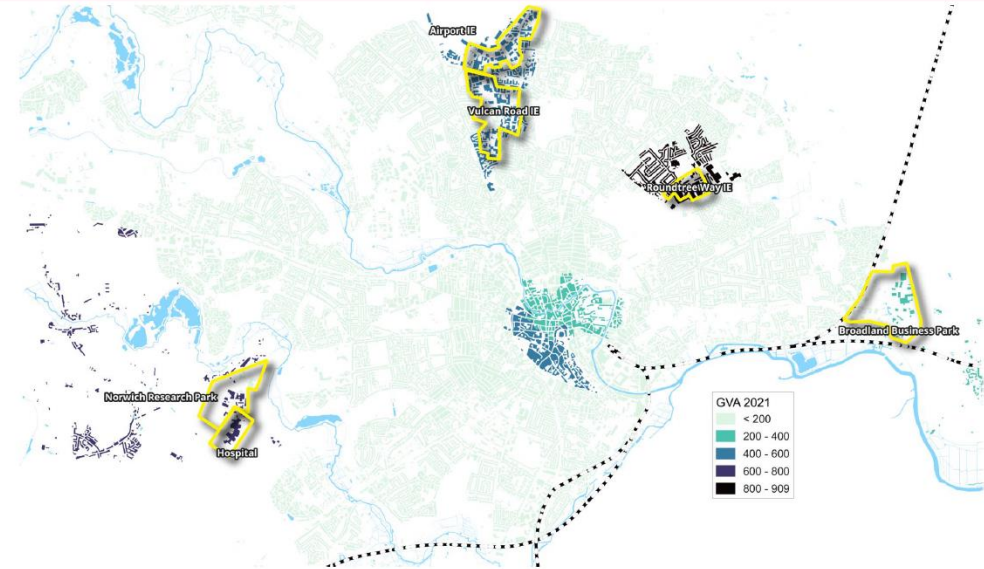 Airport IE
Vulcan Road IE
Roundtree Way IE
Broadland Business Park
Norwich Research Park
Hospital
GVA 2021
< 200
200 - 400
400 - 600
600 - 800
800 - 909